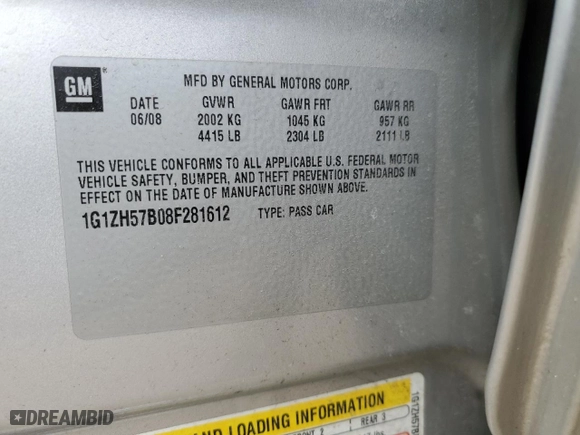 GM ®
MFD BY GENERAL MOTORS CORP.
DATE GVWR GAWR FRT GAWR RR
06/08 2002 KG 1045 KG 957 KG
4415 LB 2304 LB 2111 LB
THIS VEHICLE CONFORMS TO ALL APPLICABLE U.S. FEDERAL MOTOR
VEHICLE SAFETY, BUMPER, AND THEFT PREVENTION STANDARDS IN
EFFECT ON THE DATE OF MANUFACTURE SHOWN ABOVE.
1G1ZH57B08F281612 TYPE: PASS CAR
AND LOADING INFORMATION
REAR 3
DREAMBID